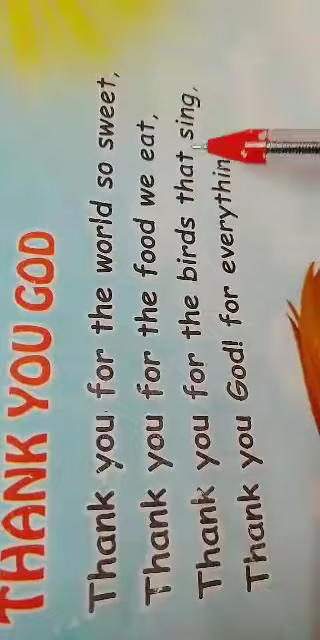 THANK YOU GOD
Thank you for the world so sweet,
Thank you for the food we eat,
Thank you for the birds that sing,
Thank you God! for everythin